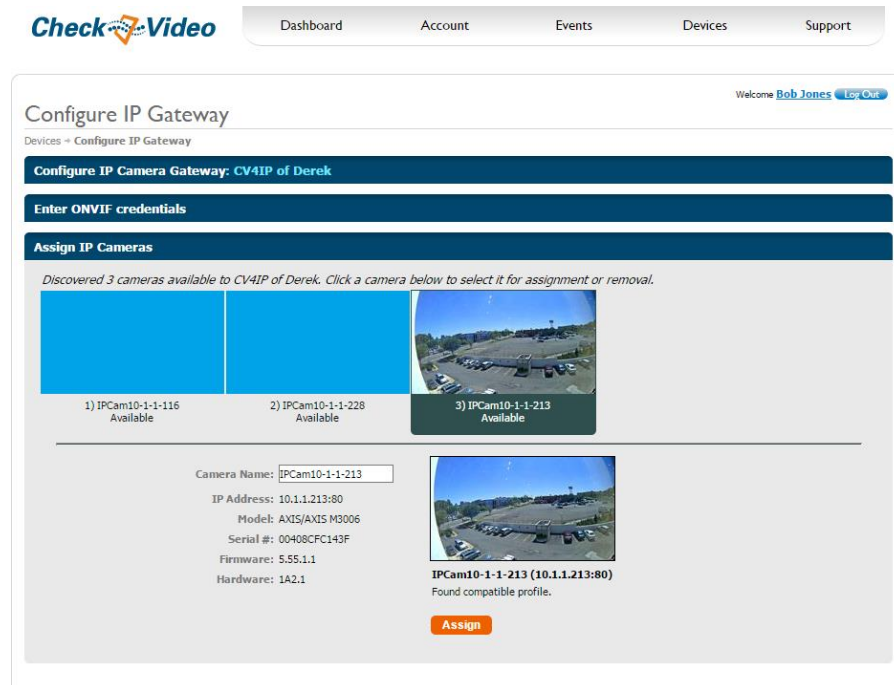 Check Video
Dashboard Account Events Devices Support
Welcome Bob Jones Log Out
Configure IP Gateway
Devices → Configure IP Gateway
Configure IP Camera Gateway: CV4IP of Derek
Enter ONVIF credentials
Assign IP Cameras
Discovered 3 cameras available to CV4IP of Derek. Click a camera below to select it for assignment or removal.
1) IPCam10-1-1-116 2) IPCam10-1-1-228 3) IPCam10-1-1-213
Available Available Available
Camera Name: IPCam10-1-1-213
IP Address: 10.1.1.213:80
Model: AXIS/AXIS M3006
Serial #: 00408CFC143F
Firmware: 5.55.1.1
Hardware: 1A2.1
IPCam10-1-1-213 (10.1.1.213:80)
Found compatible profile.
Assign